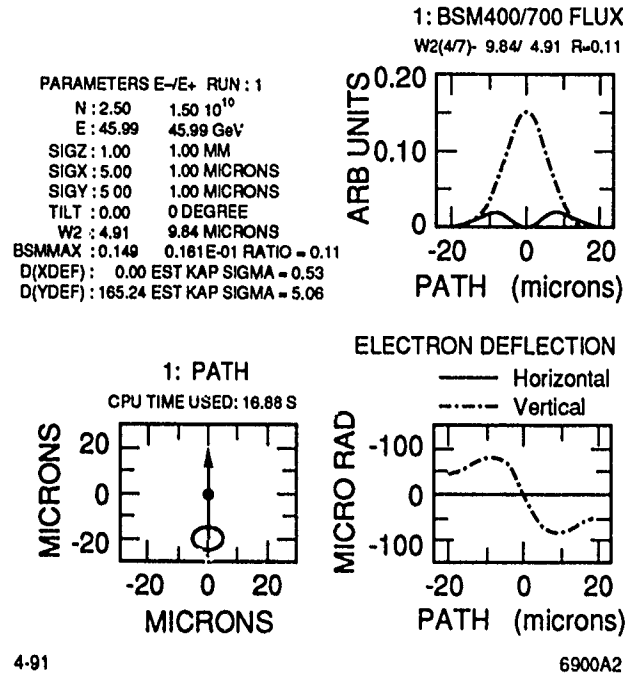 1: BSM400/700 FLUX
W2(4/7)- 9.84/ 4.91 R=0.11
PARAMETERS E-/E+ RUN : 1
N : 2.50 1.50 10^10
E : 45.99 45.99 GeV
SIGZ : 1.00 1.00 MM
SIGX : 5.00 1.00 MICRONS
SIGY : 5 00 1.00 MICRONS
TILT : 0.00 0 DEGREE
W2 : 4.91 9.84 MICRONS
BSMMAX : 0.149 0.161E-01 RATIO = 0.11
D(XDEF) : 0.00 EST KAP SIGMA = 0.53
D(YDEF) : 165.24 EST KAP SIGMA = 5.06
ARB UNITS
0.20
0.10
0
-20 0 20
PATH (microns)
1: PATH
CPU TIME USED: 16.88 S
MICRONS
20
0
-20
-20 0 20
MICRONS
ELECTRON DEFLECTION
Horizontal
Vertical
MICRO RAD
-100
0
-100
-20 0 20
PATH (microns)
4-91
6900A2